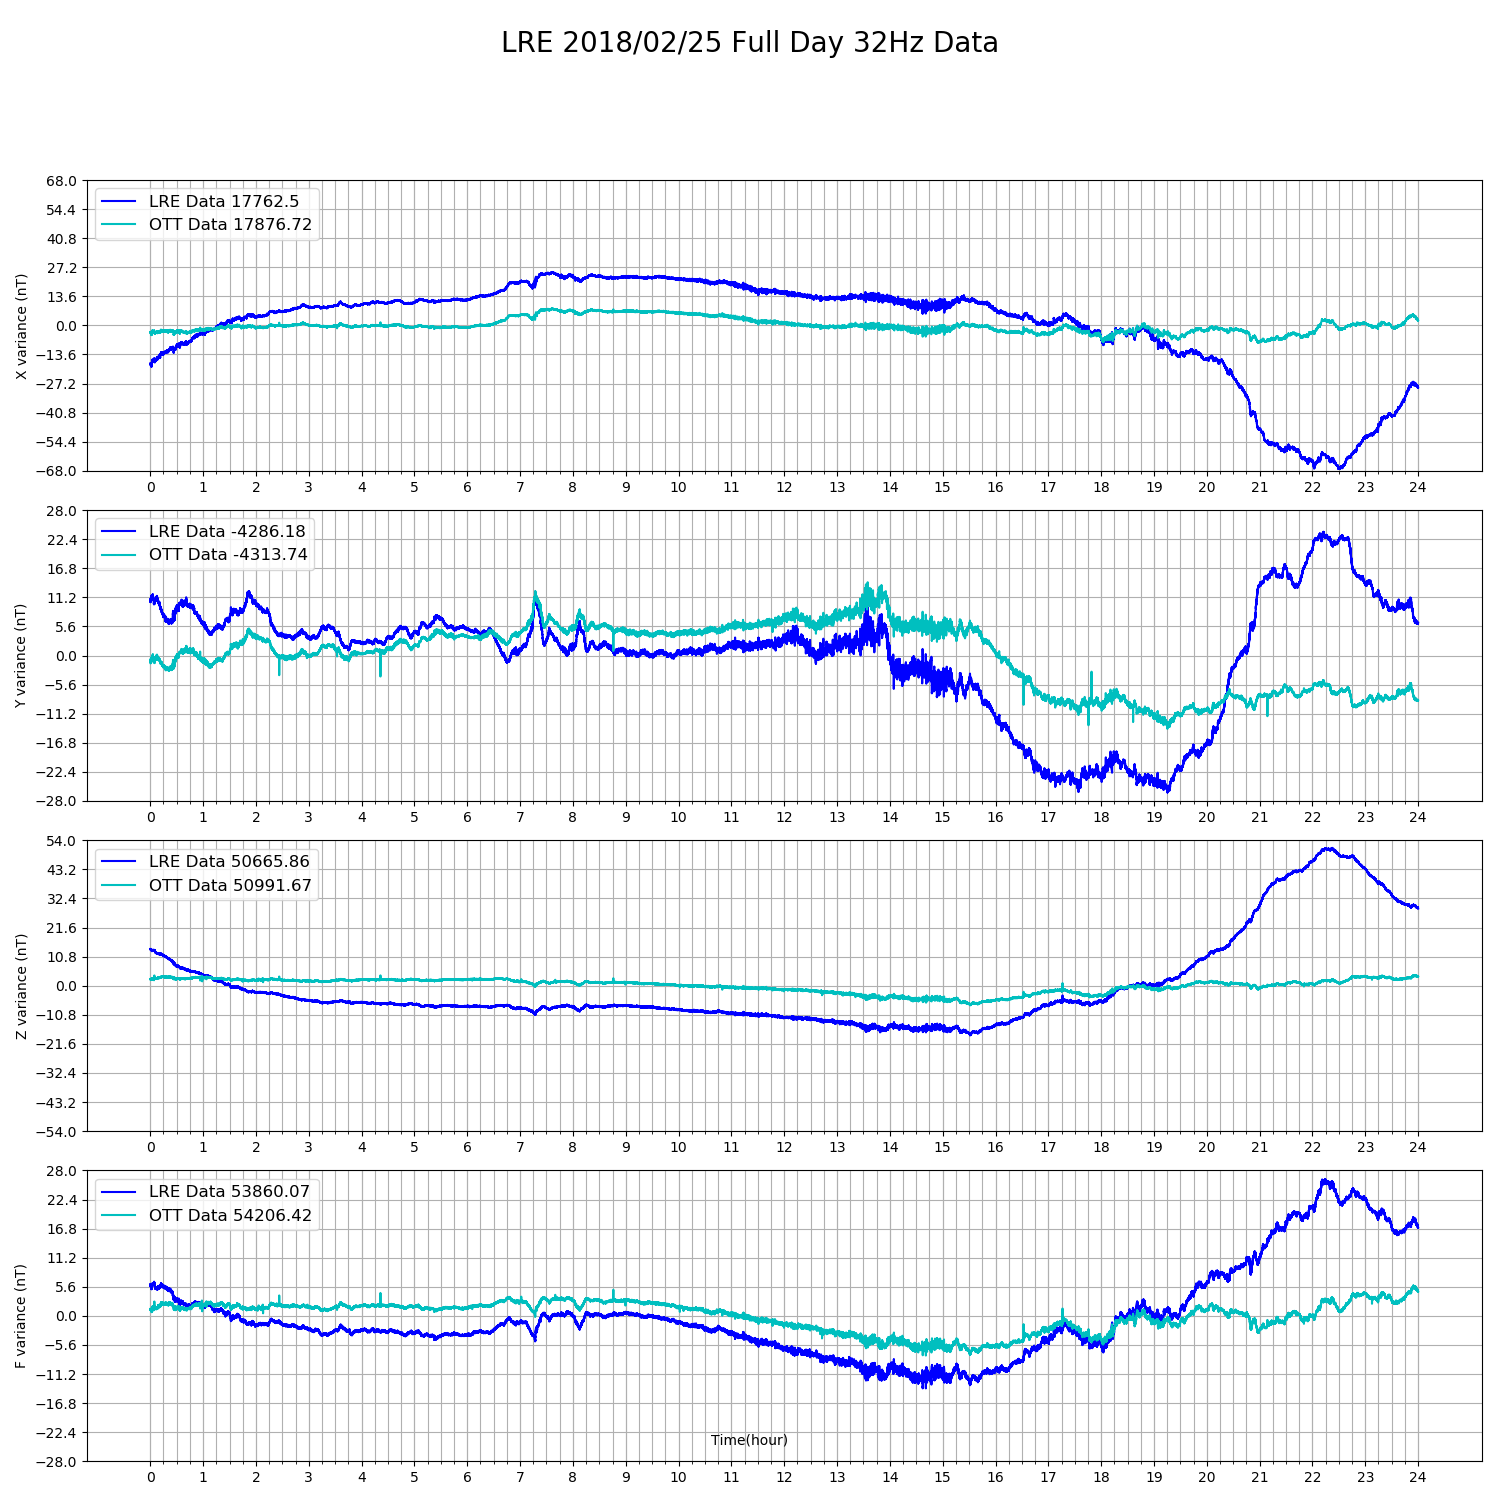 LRE 2018/02/25 Full Day 32Hz Data
68.0
54.4
40.8
27.2
13.6
0.0
−13.6
−27.2
−40.8
−54.4
−68.0
X variance (nT)
LRE Data 17762.5
OTT Data 17876.72
0 1 2 3 4 5 6 7 8 9 10 11 12 13 14 15 16 17 18 19 20 21 22 23 24
28.0
22.4
16.8
11.2
5.6
0.0
−5.6
−11.2
−16.8
−22.4
−28.0
Y variance (nT)
LRE Data -4286.18
OTT Data -4313.74
0 1 2 3 4 5 6 7 8 9 10 11 12 13 14 15 16 17 18 19 20 21 22 23 24
54.0
43.2
32.4
21.6
10.8
0.0
−10.8
−21.6
−32.4
−43.2
−54.0
Z variance (nT)
LRE Data 50665.86
OTT Data 50991.67
0 1 2 3 4 5 6 7 8 9 10 11 12 13 14 15 16 17 18 19 20 21 22 23 24
28.0
22.4
16.8
11.2
5.6
0.0
−5.6
−11.2
−16.8
−22.4
−28.0
F variance (nT)
LRE Data 53860.07
OTT Data 54206.42
Time(hour)
0 1 2 3 4 5 6 7 8 9 10 11 12 13 14 15 16 17 18 19 20 21 22 23 24